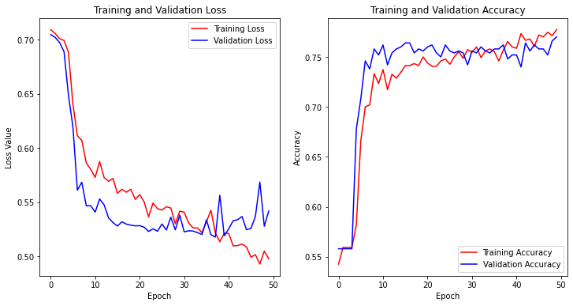 Training and Validation Loss
Training Loss
Validation Loss
0.70
0.65
0.60
0.55
0.50
Loss Value
0
10
20
30
40
50
Epoch
Training and Validation Accuracy
0.75
0.70
0.65
0.60
0.55
Accuracy
Training Accuracy
Validation Accuracy
0
10
20
30
40
50
Epoch